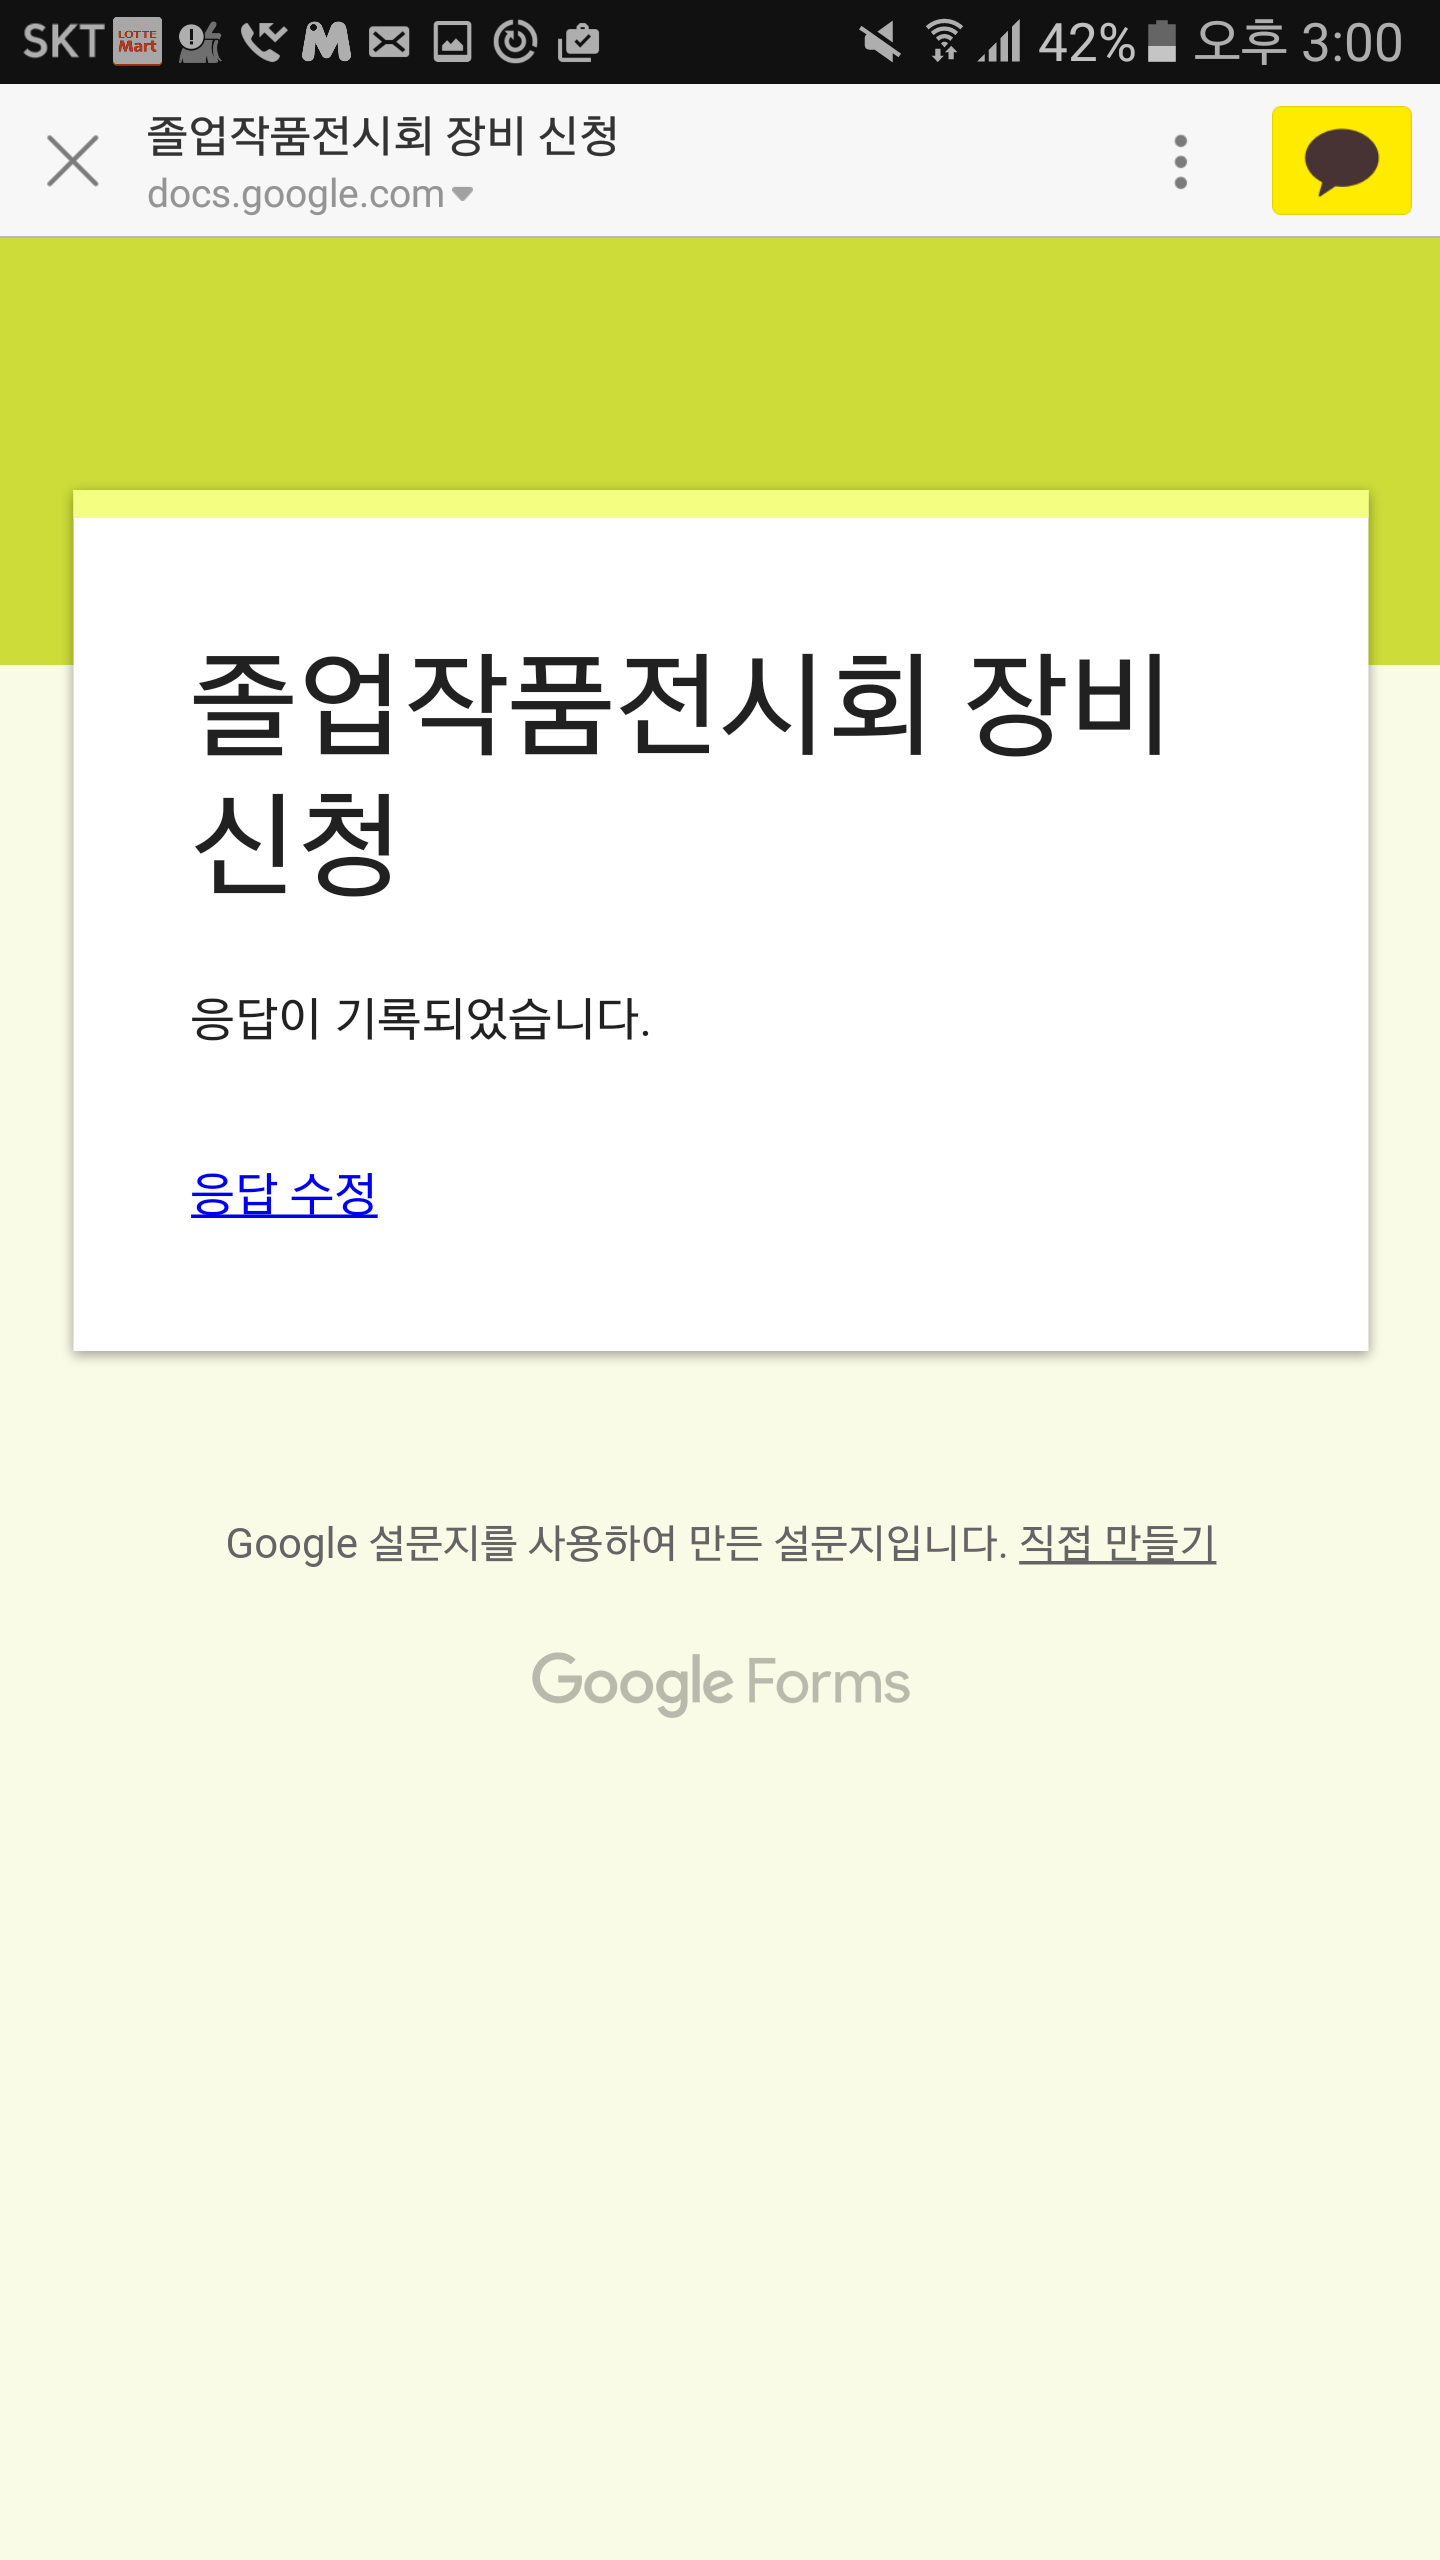 SKT LOTTE Mart 42% 오후 3:00
졸업작품전시회 장비 신청
docs.google.com
졸업작품전시회 장비
신청
응답이 기록되었습니다.
응답 수정
Google 설문지를 사용하여 만든 설문지입니다. 직접 만들기
Google Forms